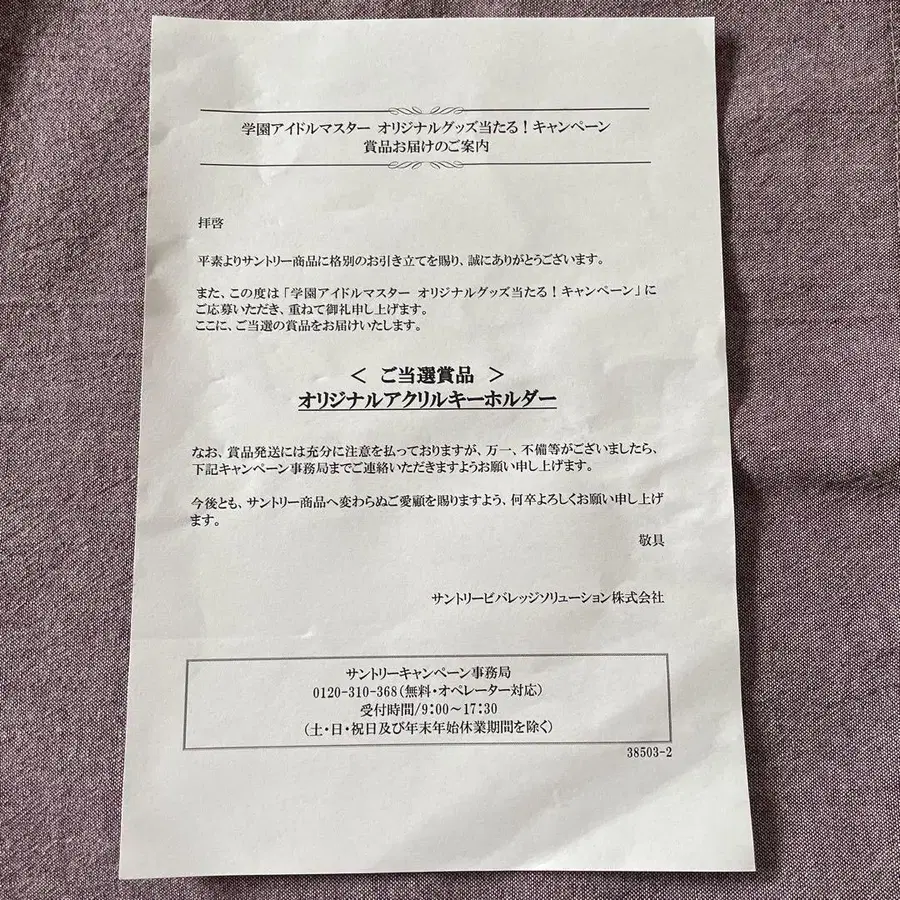 学園アイドルマスター オリジナルグッズ当たる！キャンペーン
賞品お届けのご案内
拝啓
平素よりサントリー商品に格別のお引き立てを賜り、誠にありがとうございます。
また、この度は「学園アイドルマスター オリジナルグッズ当たる！キャンペーン」に
ご応募いただき、重ねて御礼申し上げます。
ここに、ご当選の賞品をお届けいたします。
＜ ご当選賞品 ＞
オリジナルアクリルキーホルダー
なお、賞品発送には充分に注意を払っておりますが、万一、不備等がございましたら、
下記キャンペーン事務局までご連絡いただきますようお願い申し上げます。
今後とも、サントリー商品へ変わらぬご愛顧を賜りますよう、何卒よろしくお願い申し上げ
ます。
敬具
サントリービバレッジソリューション株式会社
サントリーキャンペーン事務局
0120-310-368（無料・オペレーター対応）
受付時間/9：00～17：30
（土・日・祝日及び年末年始休業期間を除く）
38503-2